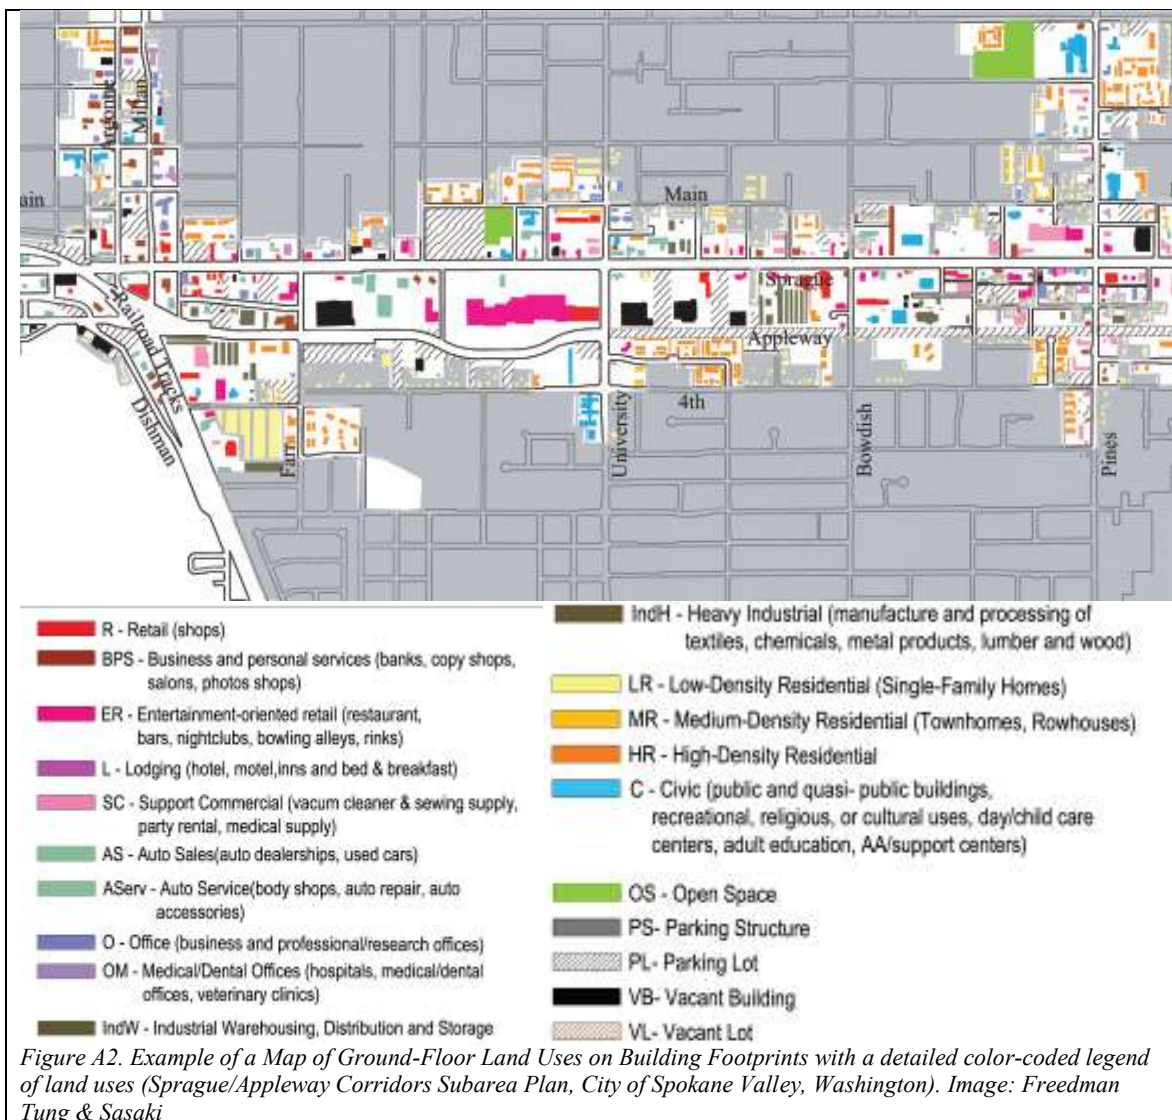 Argonne
Mullan
ain
Main
Sprague
Railroad Tracks
Appleway
Dishman
Farr
4th
University
Bowdish
Pines
R - Retail (shops)
BPS - Business and personal services (banks, copy shops,
salons, photos shops)
ER - Entertainment-oriented retail (restaurant,
bars, nightclubs, bowling alleys, rinks)
L - Lodging (hotel, motel,inns and bed & breakfast)
SC - Support Commercial (vacum cleaner & sewing supply,
party rental, medical supply)
AS - Auto Sales(auto dealerships, used cars)
AServ - Auto Service(body shops, auto repair, auto
accessories)
O - Office (business and professional/research offices)
OM - Medical/Dental Offices (hospitals, medical/dental
offices, veterinary clinics)
IndW - Industrial Warehousing, Distribution and Storage
IndH - Heavy Industrial (manufacture and processing of
textiles, chemicals, metal products, lumber and wood)
LR - Low-Density Residential (Single-Family Homes)
MR - Medium-Density Residential (Townhomes, Rowhouses)
HR - High-Density Residential
C - Civic (public and quasi- public buildings,
recreational, religious, or cultural uses, day/child care
centers, adult education, AA/support centers)
OS - Open Space
PS- Parking Structure
PL- Parking Lot
VB- Vacant Building
VL- Vacant Lot
Figure A2. Example of a Map of Ground-Floor Land Uses on Building Footprints with a detailed color-coded legend
of land uses (Sprague/Appleway Corridors Subarea Plan, City of Spokane Valley, Washington). Image: Freedman
Tung & Sasaki